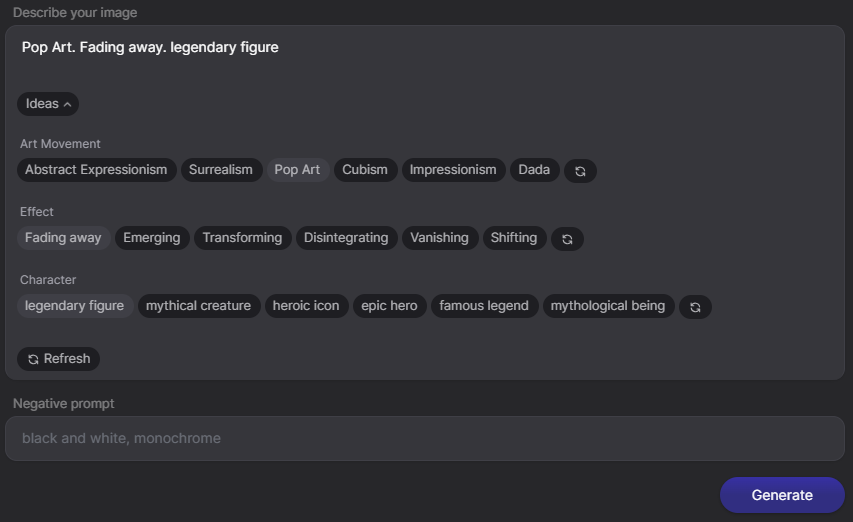 Describe your image
Pop Art. Fading away. legendary figure
Ideas
Art Movement
Abstract Expressionism Surrealism Pop Art Cubism Impressionism Dada
Effect
Fading away Emerging Transforming Disintegrating Vanishing Shifting
Character
legendary figure mythical creature heroic icon epic hero famous legend mythological being
Refresh
Negative prompt
black and white, monochrome
Generate